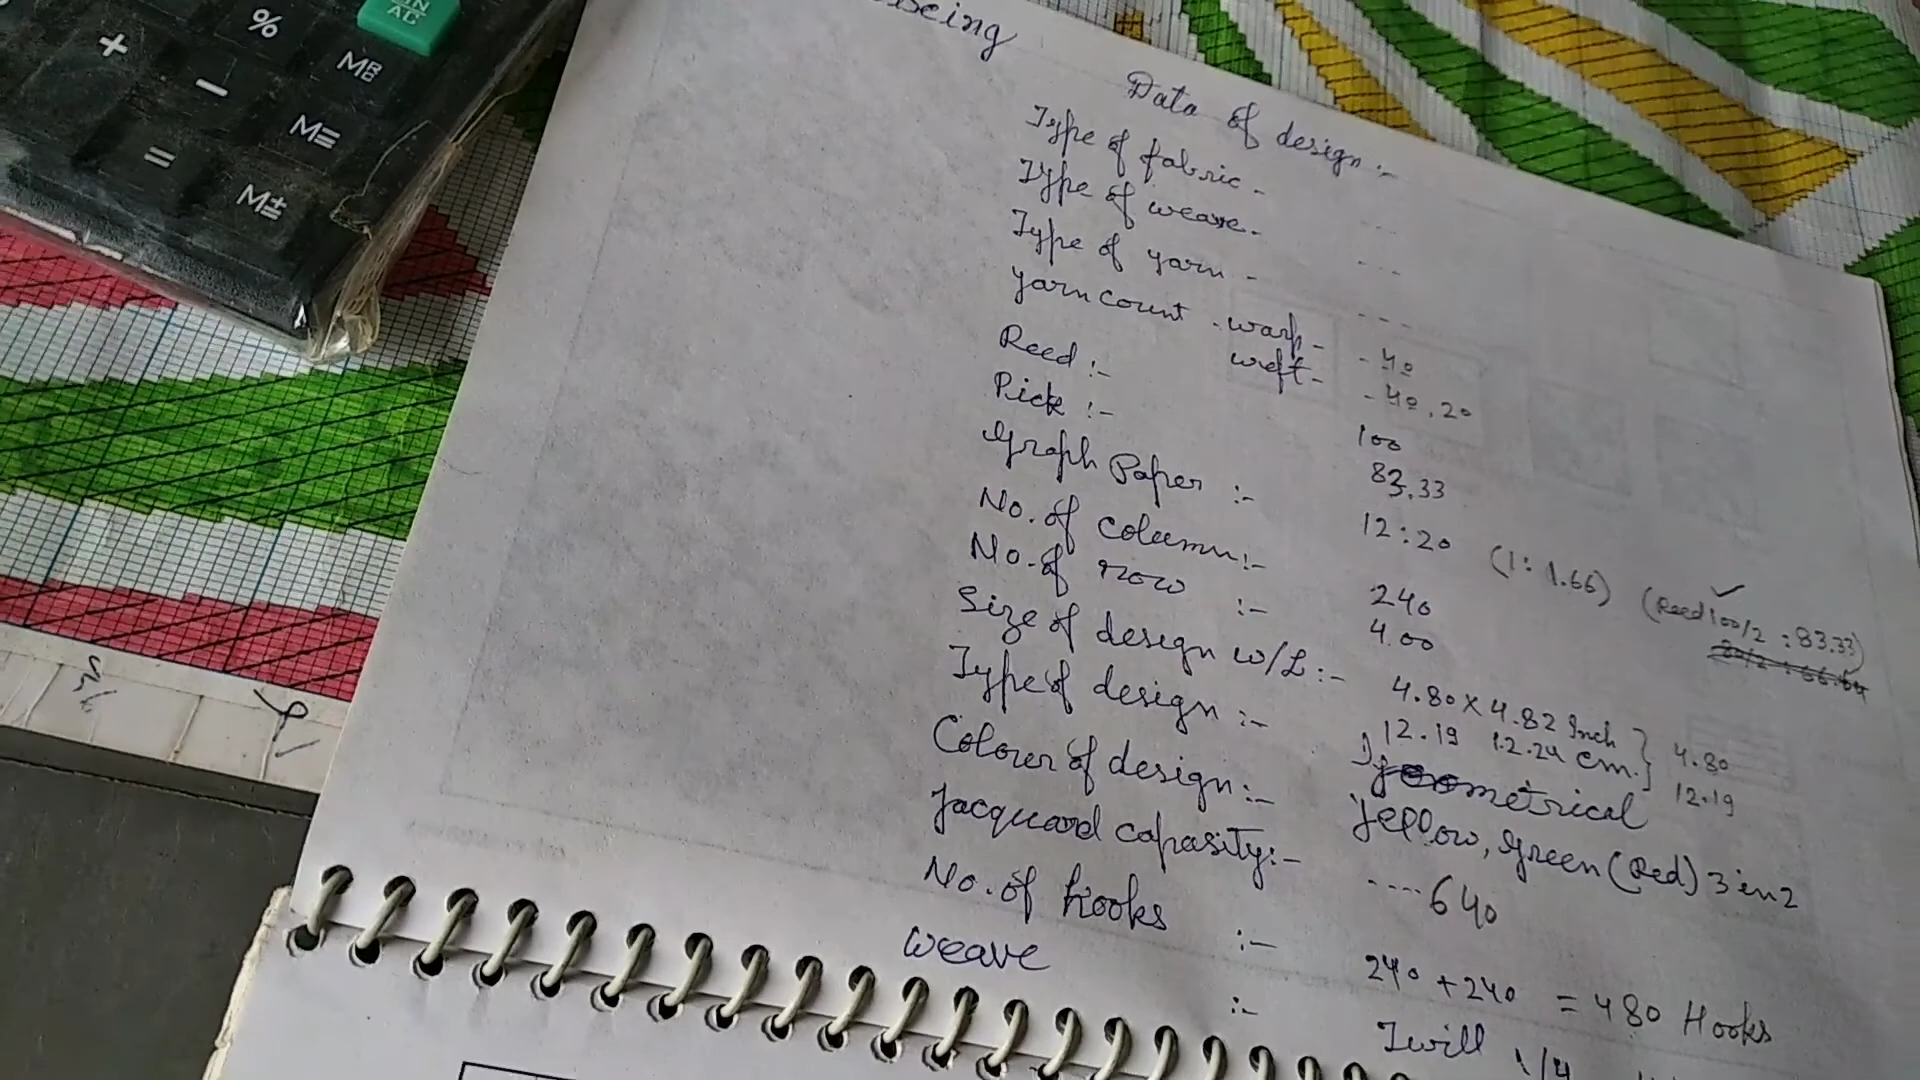 %
ON
AC
+
-
MRC
=
M-
M+
Data of design :-
Type of fabric -
Type of weave - ---
Type of yarn - ---
Yarn count - warp - - 40
weft - - 40, 20
Reed :- 100
Pick :- 83.33
Graph Paper :- 12:20 (1:1.66) (Reed 100/2 : 83.33)
No. of column :- 240
No. of row :- 400
Size of design W/L :- 4.80 x 4.82 Inch } 4.80
12.19 12.24 cm. } 12.19
Type of design :- geometrical
Colour of design :- Yellow, Green (Red) 3 in 2
Jacquard capasity :- ---- 640
No. of hooks :- 240 + 240 = 480 Hooks
weave :- Twill 1/4